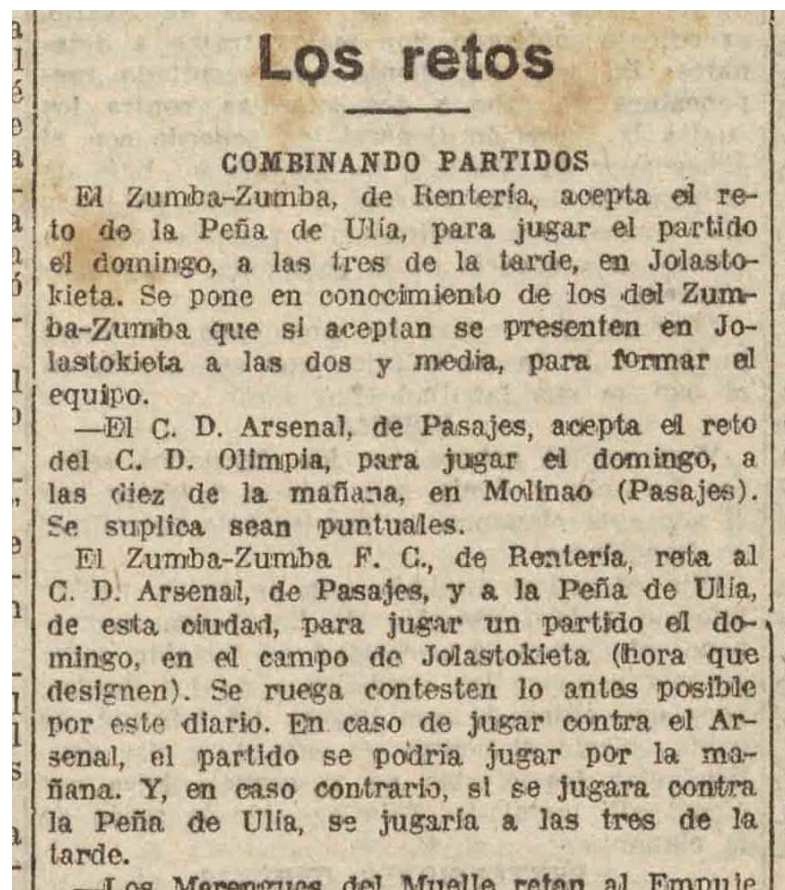 Los retos
COMBINANDO PARTIDOS
El Zumba-Zumba, de Rentería, acepta el re-
to de la Peña de Ulía, para jugar el partido
el domingo, a las tres de la tarde, en Jolasto-
kieta. Se pone en conocimiento de los del Zum-
ba-Zumba que si aceptan se presenten en Jo-
lastokieta a las dos y media, para formar el
equipo.
—El C. D. Arsenal, de Pasajes, acepta el reto
del C. D. Olimpia, para jugar el domingo, a
las diez de la mañana, en Molinao (Pasajes).
Se suplica sean puntuales.
El Zumba-Zumba F. C., de Rentería, reta al
C. D. Arsenal, de Pasajes, y a la Peña de Ulía,
de esta ciudad, para jugar un partido el do-
mingo, en el campo de Jolastokieta (hora que
designen). Se ruega contesten lo antes posible
por este diario. En caso de jugar contra el Ar-
senal, el partido se podría jugar por la ma-
ñana. Y, en caso contrario, si se jugara contra
la Peña de Ulía, se jugaría a las tres de la
tarde.
—Los Merengues del Muelle retan al Empuje